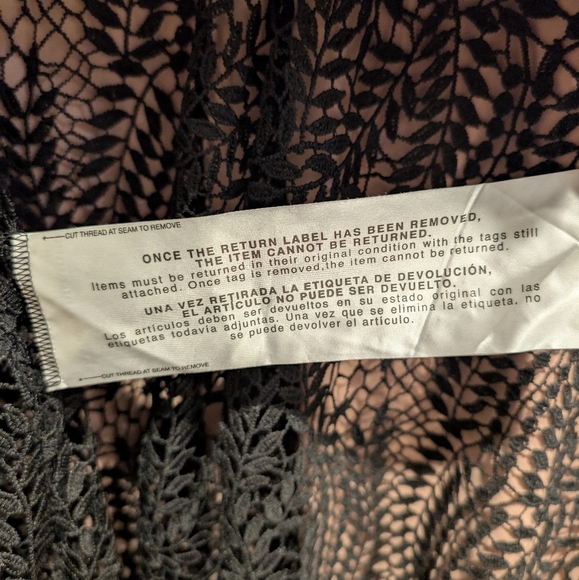 CUT THREAD AT SEAM TO REMOVE
ONCE THE RETURN LABEL HAS BEEN REMOVED,
THE ITEM CANNOT BE RETURNED.
Items must be returned in their original condition with the tags still
attached. Once tag is removed,the item cannot be returned.
UNA VEZ RETIRADA LA ETIQUETA DE DEVOLUCIÓN,
EL ARTÍCULO NO PUEDE SER DEVUELTO.
Los artículos deben ser devueltos en su estado original con las
etiquetas todavía adjuntas. Una vez que se elimina la etiqueta, no
se puede devolver el artículo.
CUT THREAD AT SEAM TO REMOVE